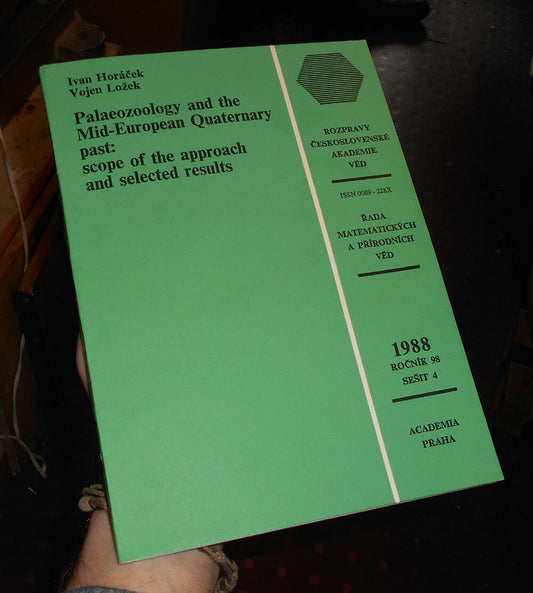 Ivan Horáček
Vojen Ložek
Palaeozoology and the
Mid-European Quaternary
past:
scope of the approach
and selected results
ROZPRAVY
ČESKOSLOVENSKÉ
AKADEMIE
VĚD
ISSN 0069-228X
ŘADA
MATEMATICKÝCH
A PŘÍRODNÍCH
VĚD
1988
ROČNÍK 98
SEŠIT 4
ACADEMIA
PRAHA